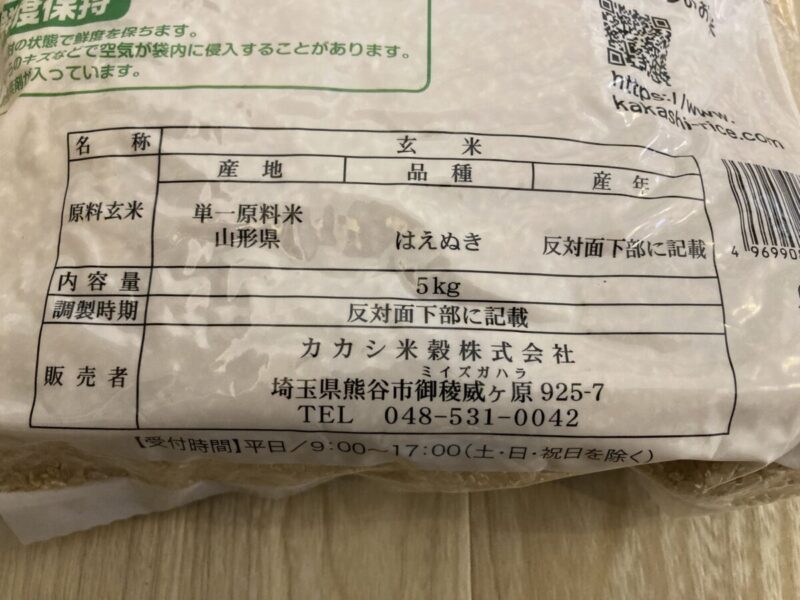 度保持
の状態で鮮度を保ちます。
のキズなどで空気が袋内に侵入することがあります。
が入っています。
https://www.
kakashi-rice.com
名 称 玄 米
産 地 品 種 産 年
原料玄米 単一原料米
山形県 はえぬき 反対面下部に記載
内容量 5kg
調製時期 反対面下部に記載
販売者 カカシ米穀株式会社
ミイズガハラ
埼玉県熊谷市御稜威ヶ原 925-7
TEL 048-531-0042
【受付時間】平日/9:00~17:00(土・日・祝日を除く)
4 96990